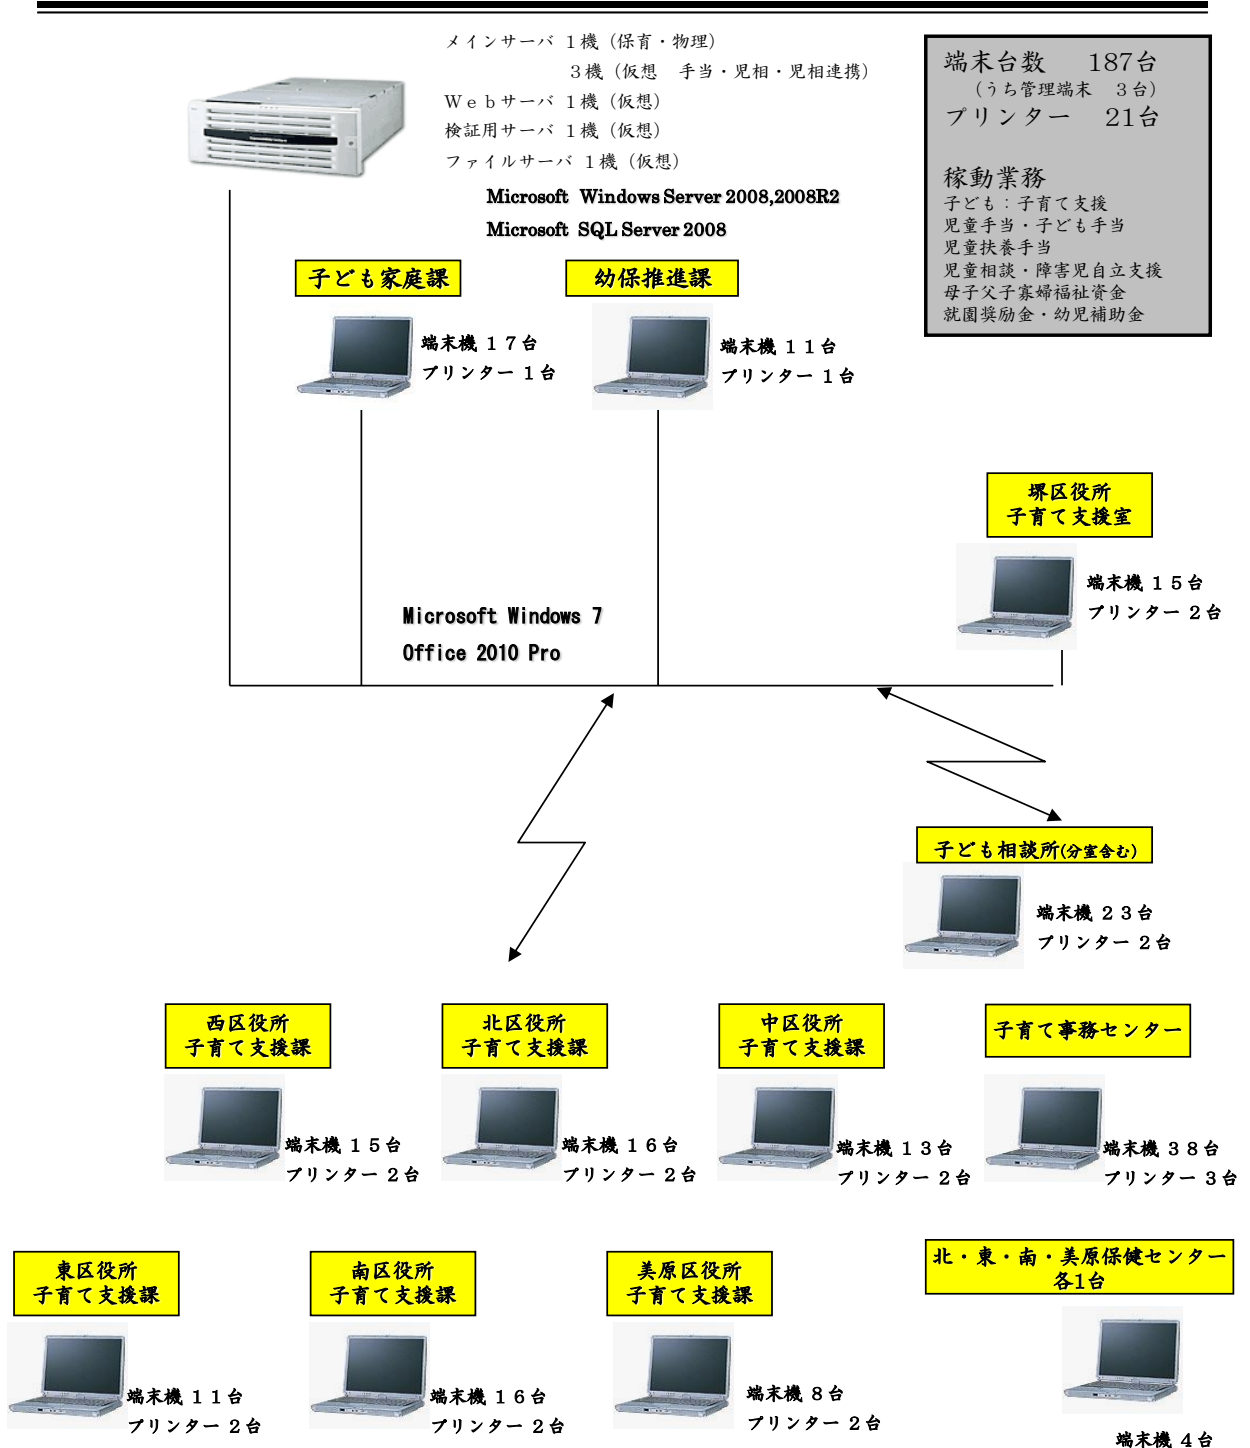 メインサーバ １機（保育・物理）
３機（仮想　手当・児相・児相連携）
Ｗｅｂサーバ １機（仮想）
検証用サーバ １機（仮想）
ファイルサーバ １機（仮想）
Microsoft Windows Server 2008,2008R2
Microsoft SQL Server 2008
端末台数　187台
（うち管理端末　３台）
プリンター　21台
稼動業務
子ども：子育て支援
児童手当・子ども手当
児童扶養手当
児童相談・障害児自立支援
母子父子寡婦福祉資金
就園奨励金・幼児補助金
子ども家庭課
端末機 １７台
プリンター １台
幼保推進課
端末機 １１台
プリンター １台
堺区役所
子育て支援室
端末機 １５台
プリンター ２台
Microsoft Windows 7
Office 2010 Pro
子ども相談所(分室含む)
端末機 ２３台
プリンター ２台
西区役所
子育て支援課
端末機 １５台
プリンター ２台
北区役所
子育て支援課
端末機 １６台
プリンター ２台
中区役所
子育て支援課
端末機 １３台
プリンター ２台
子育て事務センター
端末機 ３８台
プリンター ３台
東区役所
子育て支援課
端末機 １１台
プリンター ２台
南区役所
子育て支援課
端末機 １６台
プリンター ２台
美原区役所
子育て支援課
端末機 ８台
プリンター ２台
北・東・南・美原保健センター
各1台
端末機 ４台